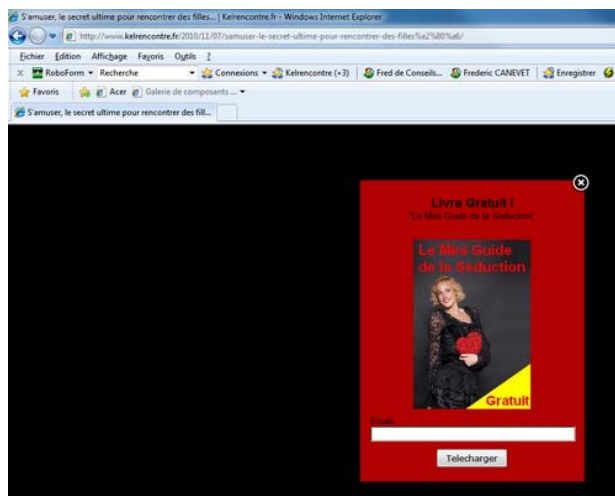 S'amuser, le secret ultime pour rencontrer des filles... | Kelrencontre.fr - Windows Internet Explorer
http://www.kelrencontre.fr/2010/11/07/samuser-le-secret-ultime-pour-rencontrer-des-filles%e2%80%a6/
Fichier Edition Affichage Favoris Outils ?
X RoboForm Recherche Connexions Kelrencontre (+3) Fred de Conseils... Frederic CANEVET Enregistrer
Favoris Acer Galerie de composants ...
S'amuser, le secret ultime pour rencontrer des fill...
Livre Gratuit !
"Le Mini Guide de la Seduction"
Le Mini Guide
de la Seduction
Gratuit
Email
Telecharger